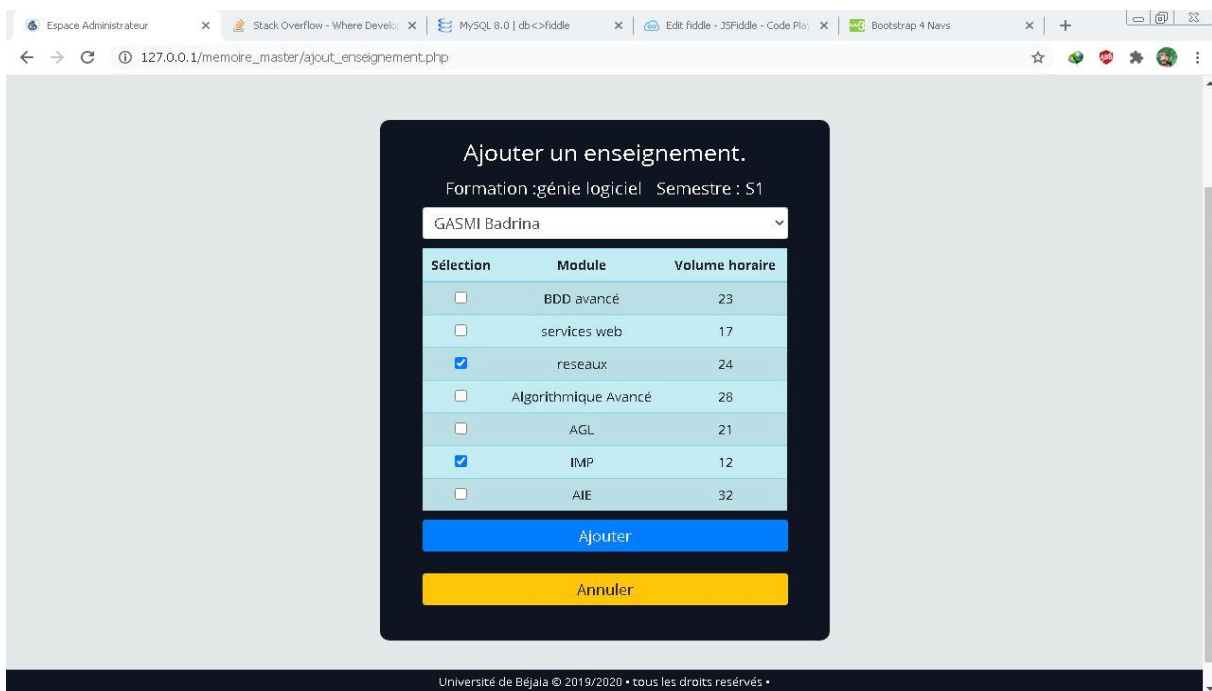 Espace Administrateur
Stack Overflow - Where Develop
MySQL 8.0 | db<>fiddle
Edit fiddle - JSFiddle - Code Play
Bootstrap 4 Navs
127.0.0.1/memoire_master/ajout_enseignement.php
Ajouter un enseignement.
Formation :génie logiciel Semestre : S1
GASMI Badrina
Sélection Module Volume horaire
BDD avancé 23
services web 17
reseaux 24
Algorithmique Avancé 28
AGL 21
IMP 12
AIE 32
Ajouter
Annuler
Université de Béjaia © 2019/2020 • tous les droits resérvés •